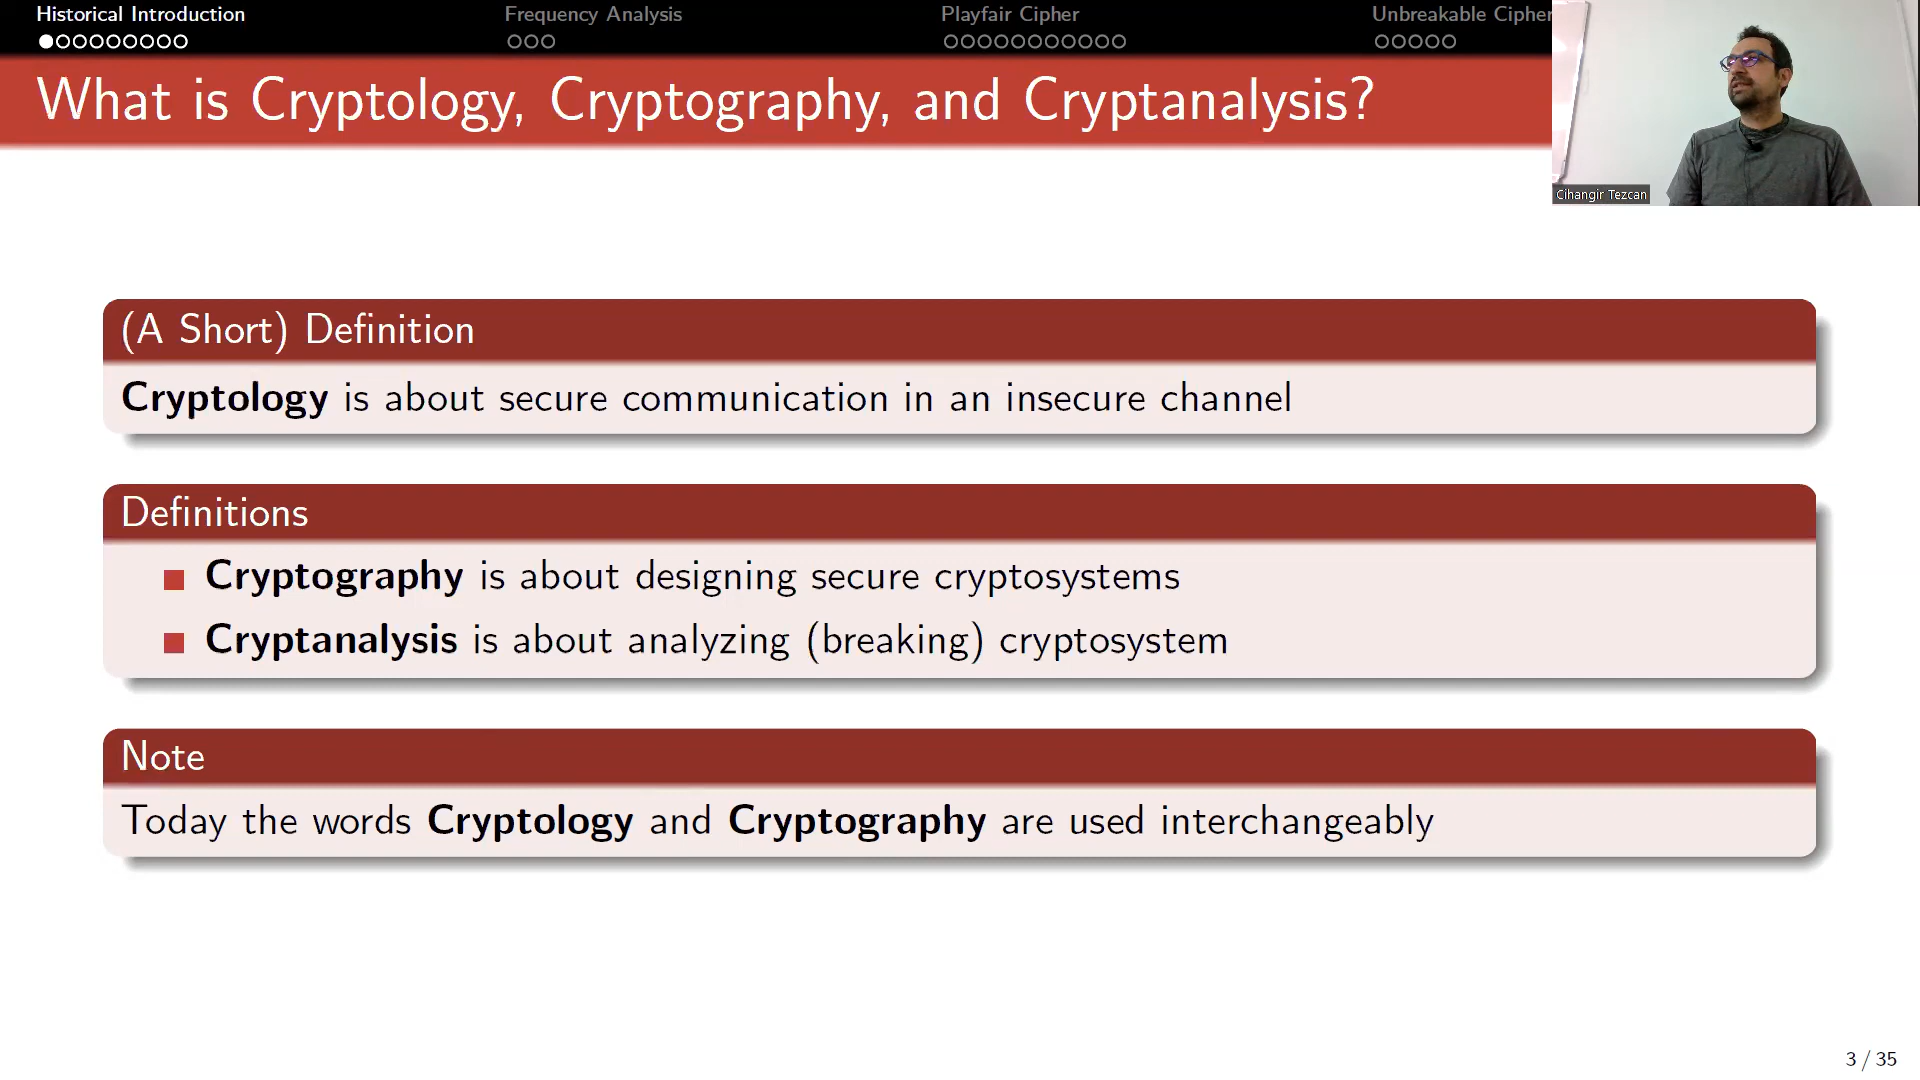 Historical Introduction
Frequency Analysis
Playfair Cipher
Unbreakable Cipher
What is Cryptology, Cryptography, and Cryptanalysis?
Cihangir Tezcan
(A Short) Definition
Cryptology is about secure communication in an insecure channel
Definitions
Cryptography is about designing secure cryptosystems
Cryptanalysis is about analyzing (breaking) cryptosystem
Note
Today the words Cryptology and Cryptography are used interchangeably
3 / 35